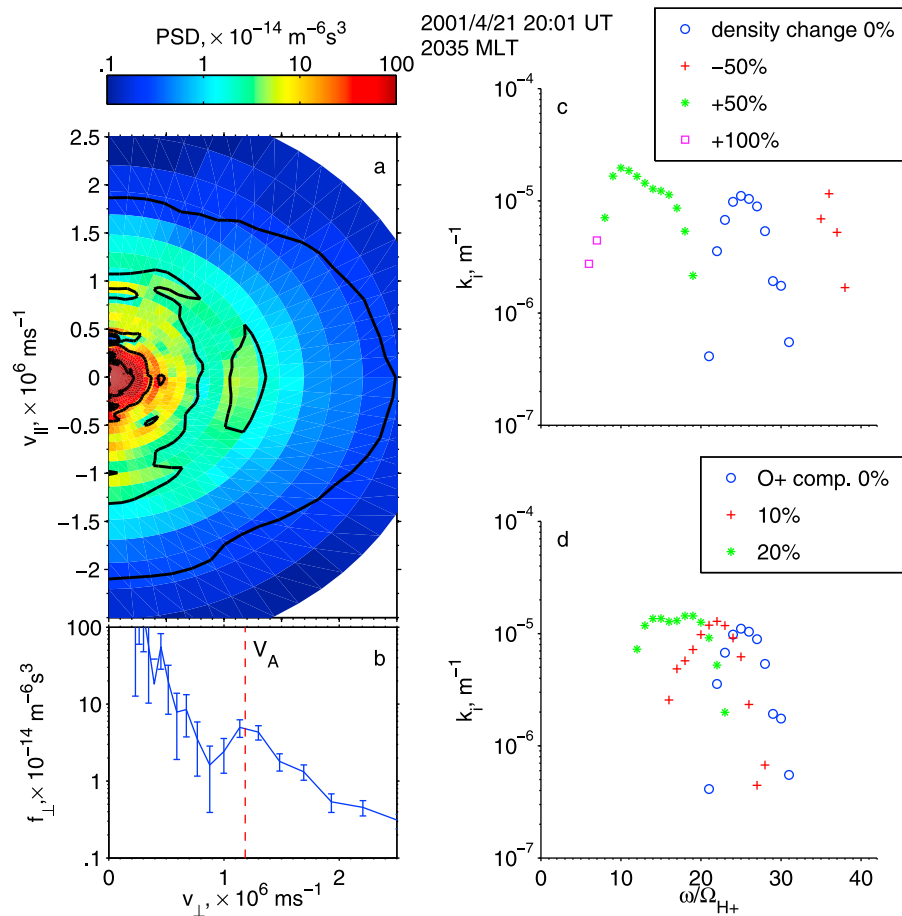 PSD, × 10⁻¹⁴ m⁻⁶s³
.1 1 10 100
2001/4/21 20:01 UT
2035 MLT
a
2.5
2
1.5
1
0.5
0
−0.5
−1
−1.5
−2
v||, × 10⁶ ms⁻¹
b
V_A
100
10
1
.1
f⊥, × 10⁻¹⁴ m⁻⁶s³
0 1 2
v⊥, × 10⁶ ms⁻¹
c
density change 0%
−50%
+50%
+100%
10⁻⁴
10⁻⁵
10⁻⁶
10⁻⁷
k_i, m⁻¹
d
O+ comp. 0%
10%
20%
10⁻⁴
10⁻⁵
10⁻⁶
10⁻⁷
k_i, m⁻¹
0 10 20 30 40
ω/Ω_H+